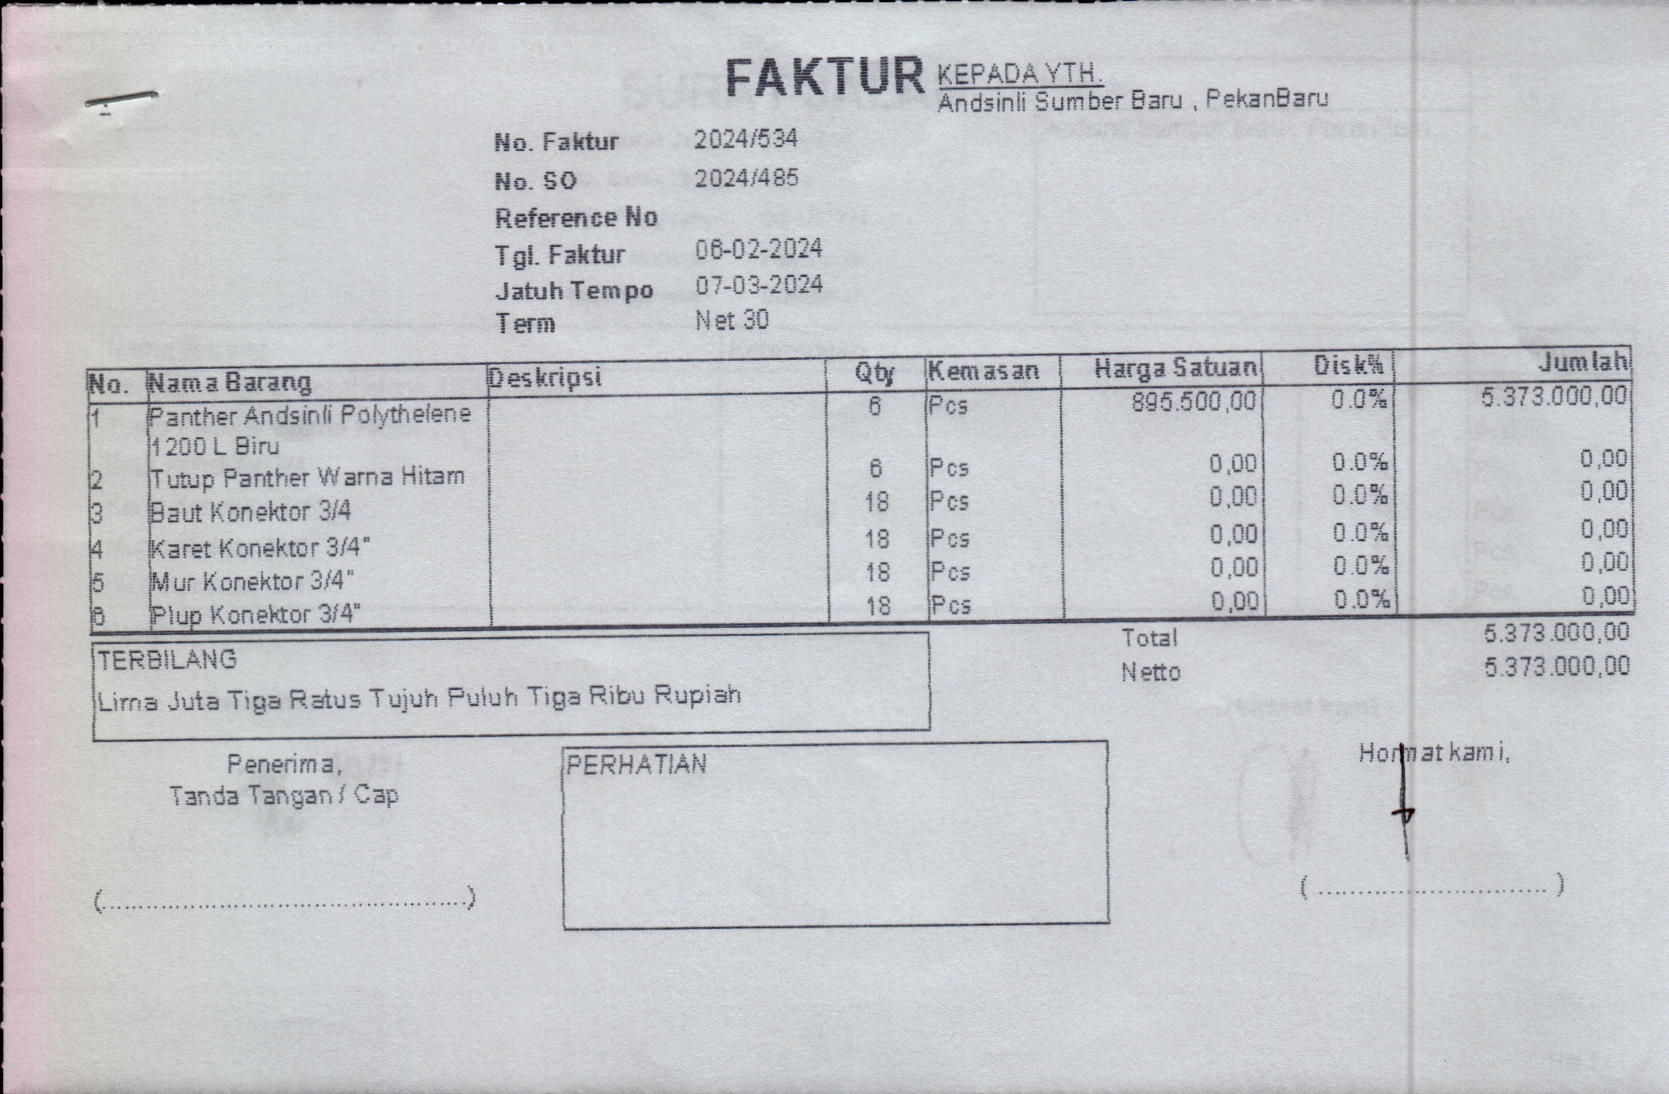 FAKTUR
KEPADA YTH.
Andsinli Sumber Baru , PekanBaru
No. Faktur 2024/534
No. SO 2024/485
Reference No
Tgl. Faktur 06-02-2024
Jatuh Tempo 07-03-2024
Term Net 30
No. Nama Barang Deskripsi Qty Kemasan Harga Satuan Disk% Jumlah
1 Panther Andsinli Polythelene 6 Pcs 895.500,00 0.0% 5.373.000,00
1200 L Biru
2 Tutup Panther Warna Hitam 6 Pcs 0,00 0.0% 0,00
3 Baut Konektor 3/4 18 Pcs 0,00 0.0% 0,00
4 Karet Konektor 3/4" 18 Pcs 0,00 0.0% 0,00
5 Mur Konektor 3/4" 18 Pcs 0,00 0.0% 0,00
6 Plup Konektor 3/4" 18 Pcs 0,00 0.0% 0,00
Total 5.373.000,00
Netto 5.373.000,00
TERBILANG
Lima Juta Tiga Ratus Tujuh Puluh Tiga Ribu Rupiah
Penerima,
Tanda Tangan / Cap
PERHATIAN
Hormat kami,
(...............................................)
( ............................. )